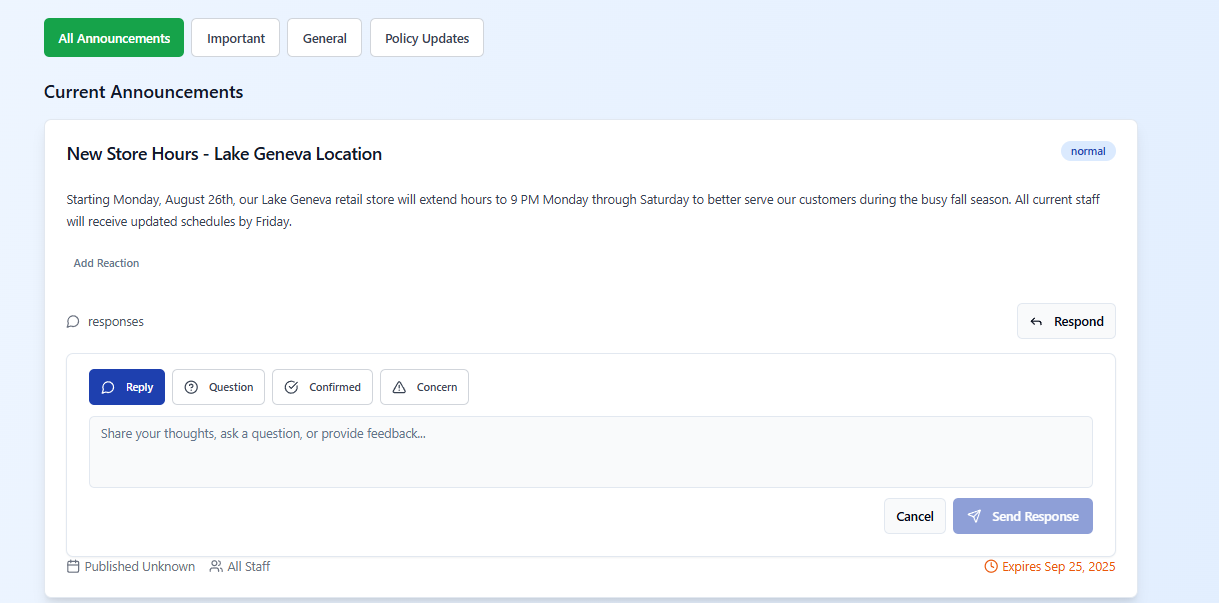 All Announcements Important General Policy Updates
Current Announcements
New Store Hours - Lake Geneva Location normal
Starting Monday, August 26th, our Lake Geneva retail store will extend hours to 9 PM Monday through Saturday to better serve our customers during the busy fall season. All current staff
will receive updated schedules by Friday.
Add Reaction
responses Respond
Reply Question Confirmed Concern
Share your thoughts, ask a question, or provide feedback...
Cancel Send Response
Published Unknown All Staff Expires Sep 25, 2025